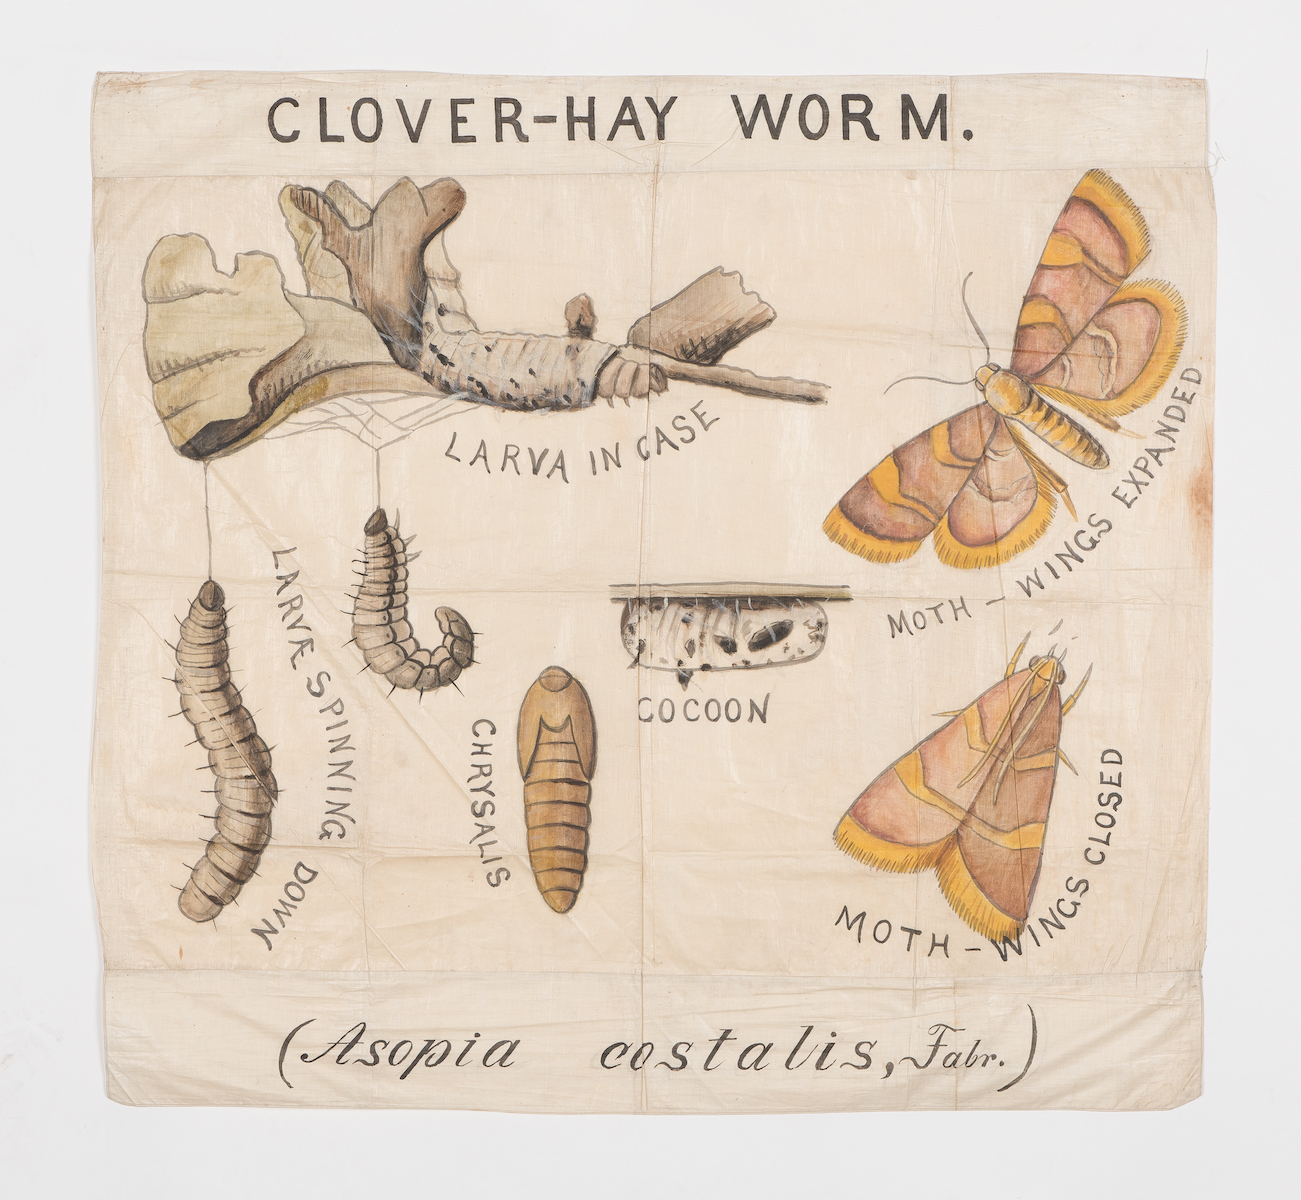 CLOVER-HAY WORM.
LARVA IN CASE
MOTH - WINGS EXPANDED
LARVÆ SPINNING DOWN
COCOON
CHRYSALIS
MOTH - WINGS CLOSED
(Asopia costalis, Fabr.)